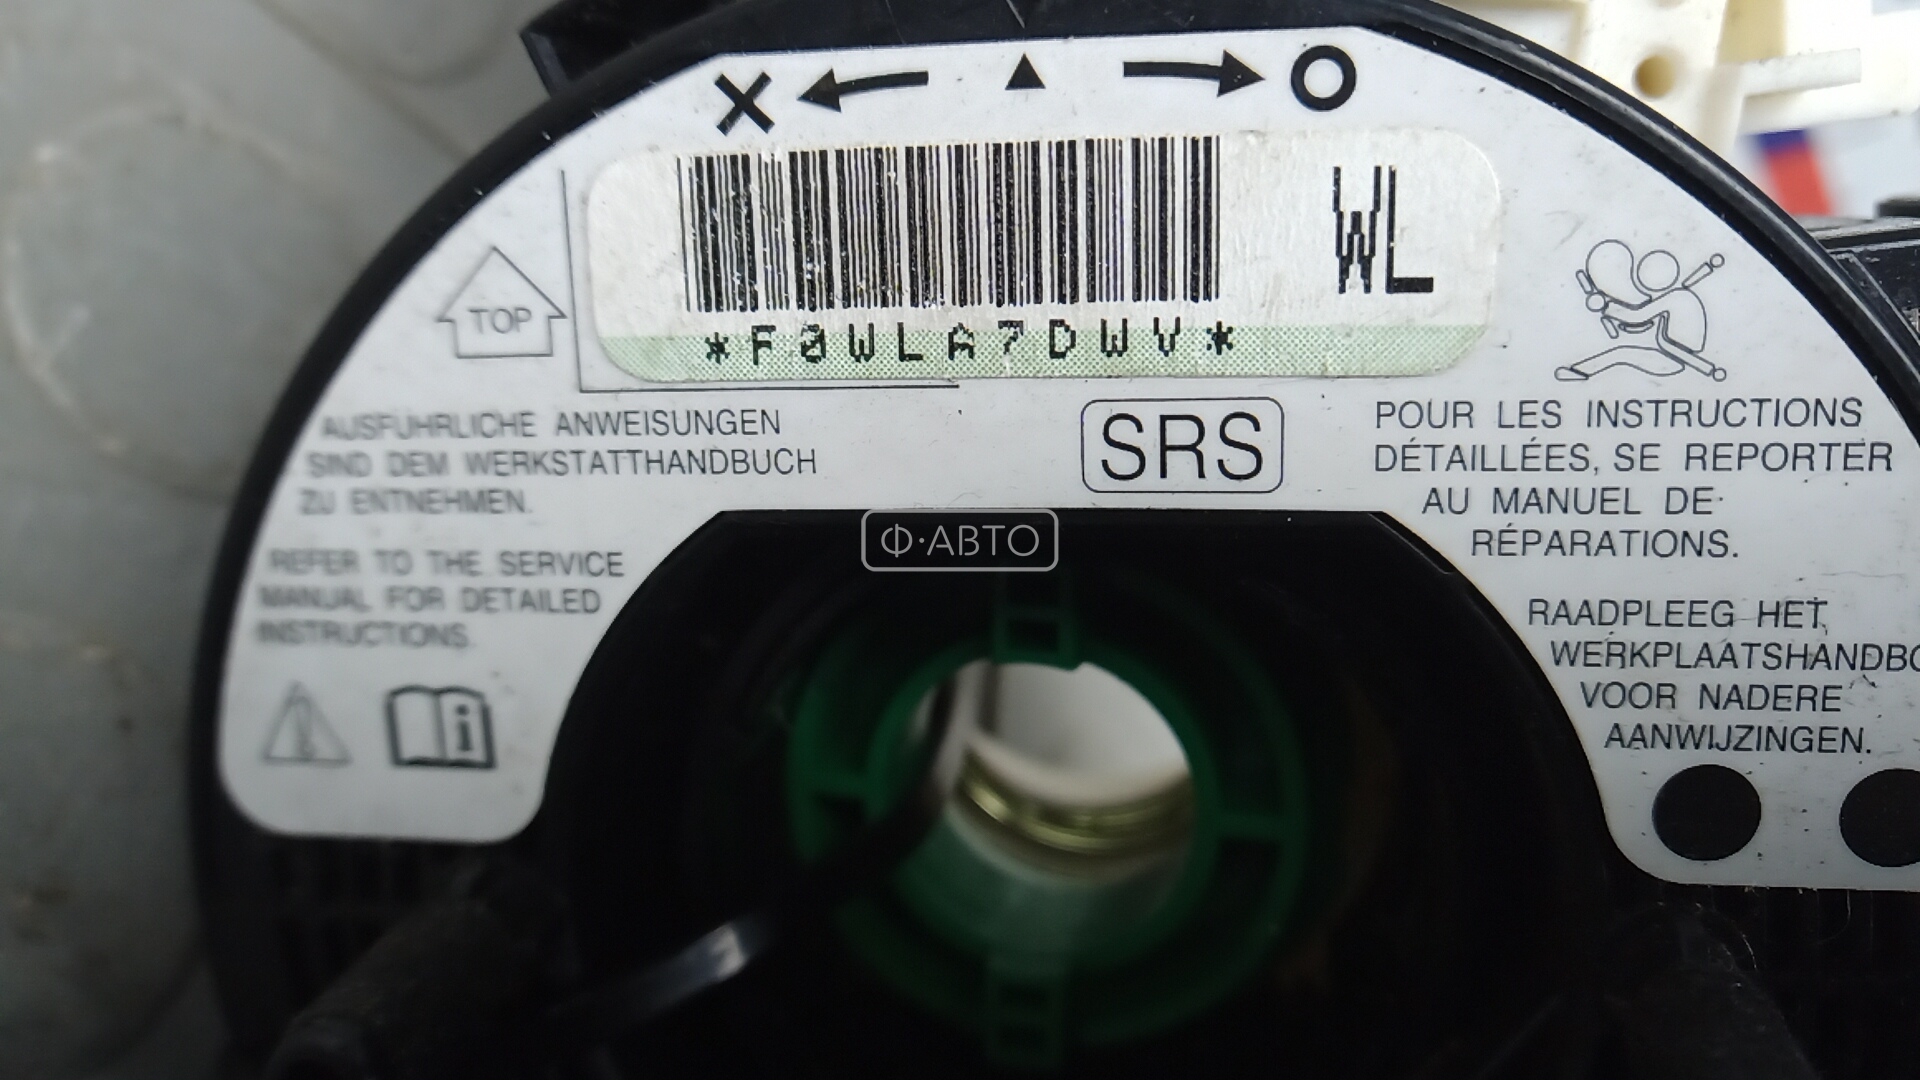 WL
*F0WLA7DWV*
TOP
AUSFÜHRLICHE ANWEISUNGEN
SIND DEM WERKSTATTHANDBUCH
ZU ENTNEHMEN.
REFER TO THE SERVICE
MANUAL FOR DETAILED
INSTRUCTIONS.
SRS
POUR LES INSTRUCTIONS
DÉTAILLÉES, SE REPORTER
AU MANUEL DE
RÉPARATIONS.
RAADPLEEG HET
WERKPLAATSHANDBO
VOOR NADERE
AANWIJZINGEN.
Ф·АВТО